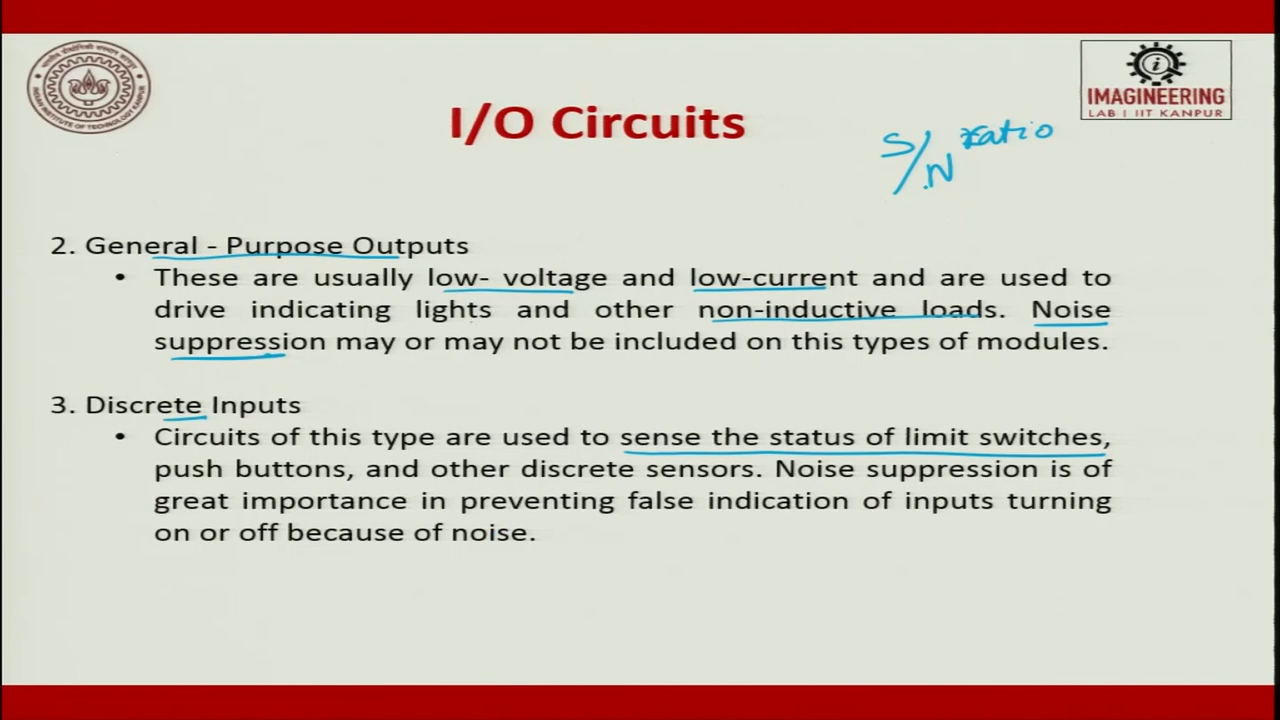 IMAGINEERING
LAB | IIT KANPUR
I/O Circuits
S/N ratio
2. General - Purpose Outputs
• These are usually low- voltage and low-current and are used to
drive indicating lights and other non-inductive loads. Noise
suppression may or may not be included on this types of modules.
3. Discrete Inputs
• Circuits of this type are used to sense the status of limit switches,
push buttons, and other discrete sensors. Noise suppression is of
great importance in preventing false indication of inputs turning
on or off because of noise.